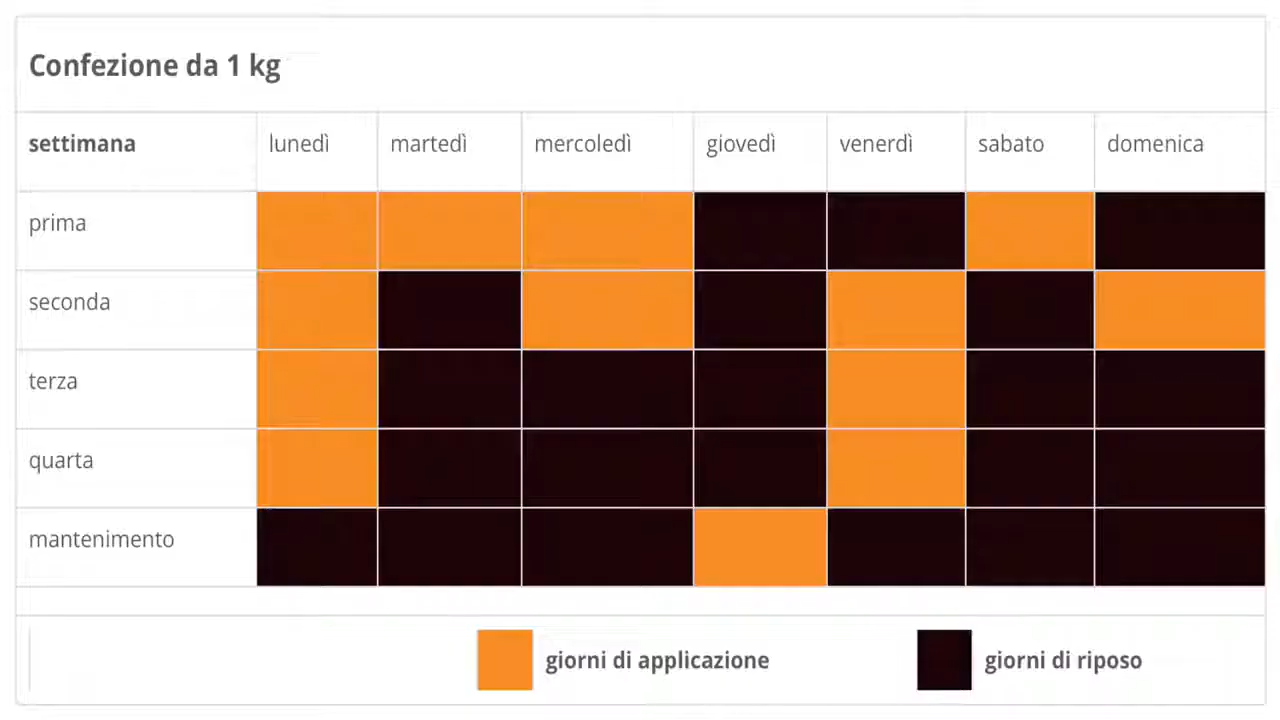 Confezione da 1 kg
settimana lunedì martedì mercoledì giovedì venerdì sabato domenica
prima
seconda
terza
quarta
mantenimento
giorni di applicazione giorni di riposo